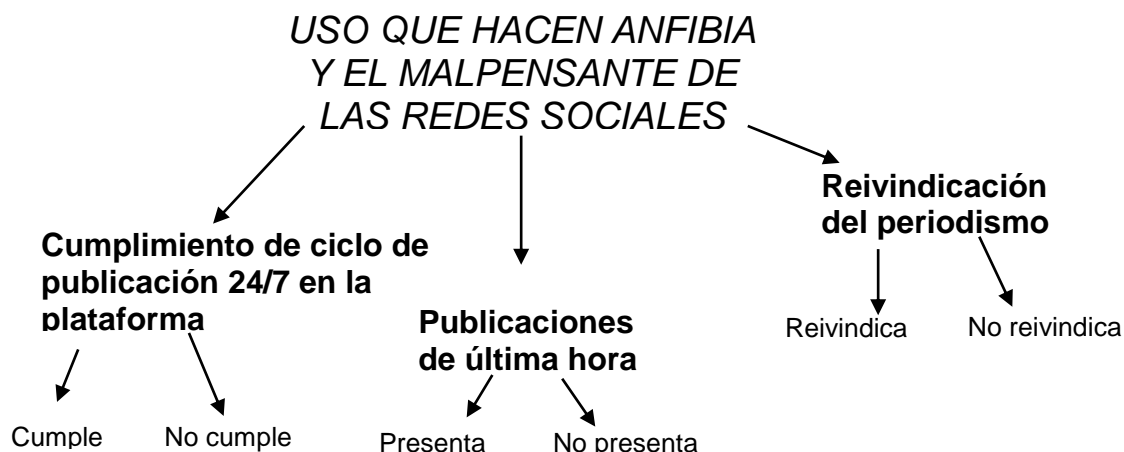 USO QUE HACEN ANFIBIA
Y EL MALPENSANTE DE
LAS REDES SOCIALES
Cumplimiento de ciclo de
publicación 24/7 en la
plataforma
Cumple
No cumple
Publicaciones
de última hora
Presenta
No presenta
Reivindicación
del periodismo
Reivindica
No reivindica